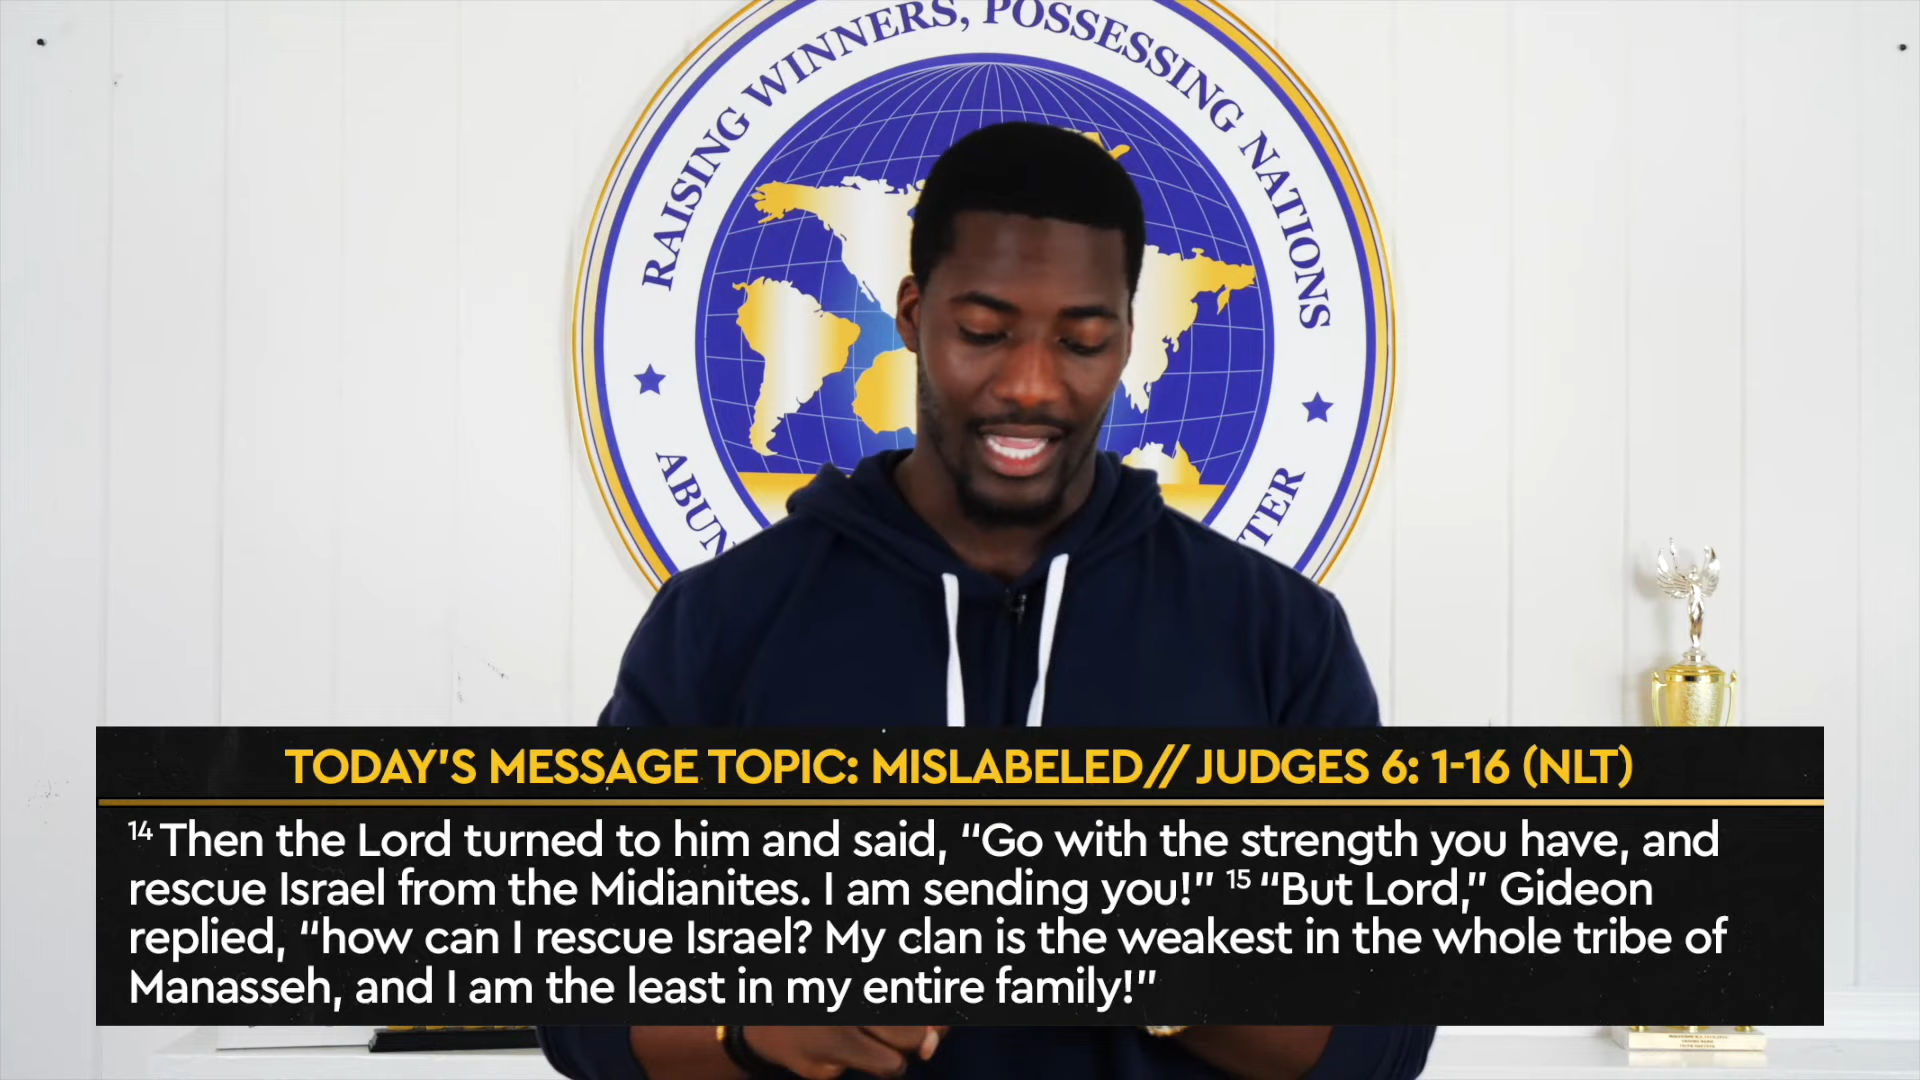 RAISING WINNERS, POSSESSING NATIONS
ABUN
TER
TODAY'S MESSAGE TOPIC: MISLABELED// JUDGES 6: 1-16 (NLT)
14 Then the Lord turned to him and said, “Go with the strength you have, and
rescue Israel from the Midianites. I am sending you!” 15 “But Lord,” Gideon
replied, “how can I rescue Israel? My clan is the weakest in the whole tribe of
Manasseh, and I am the least in my entire family!”